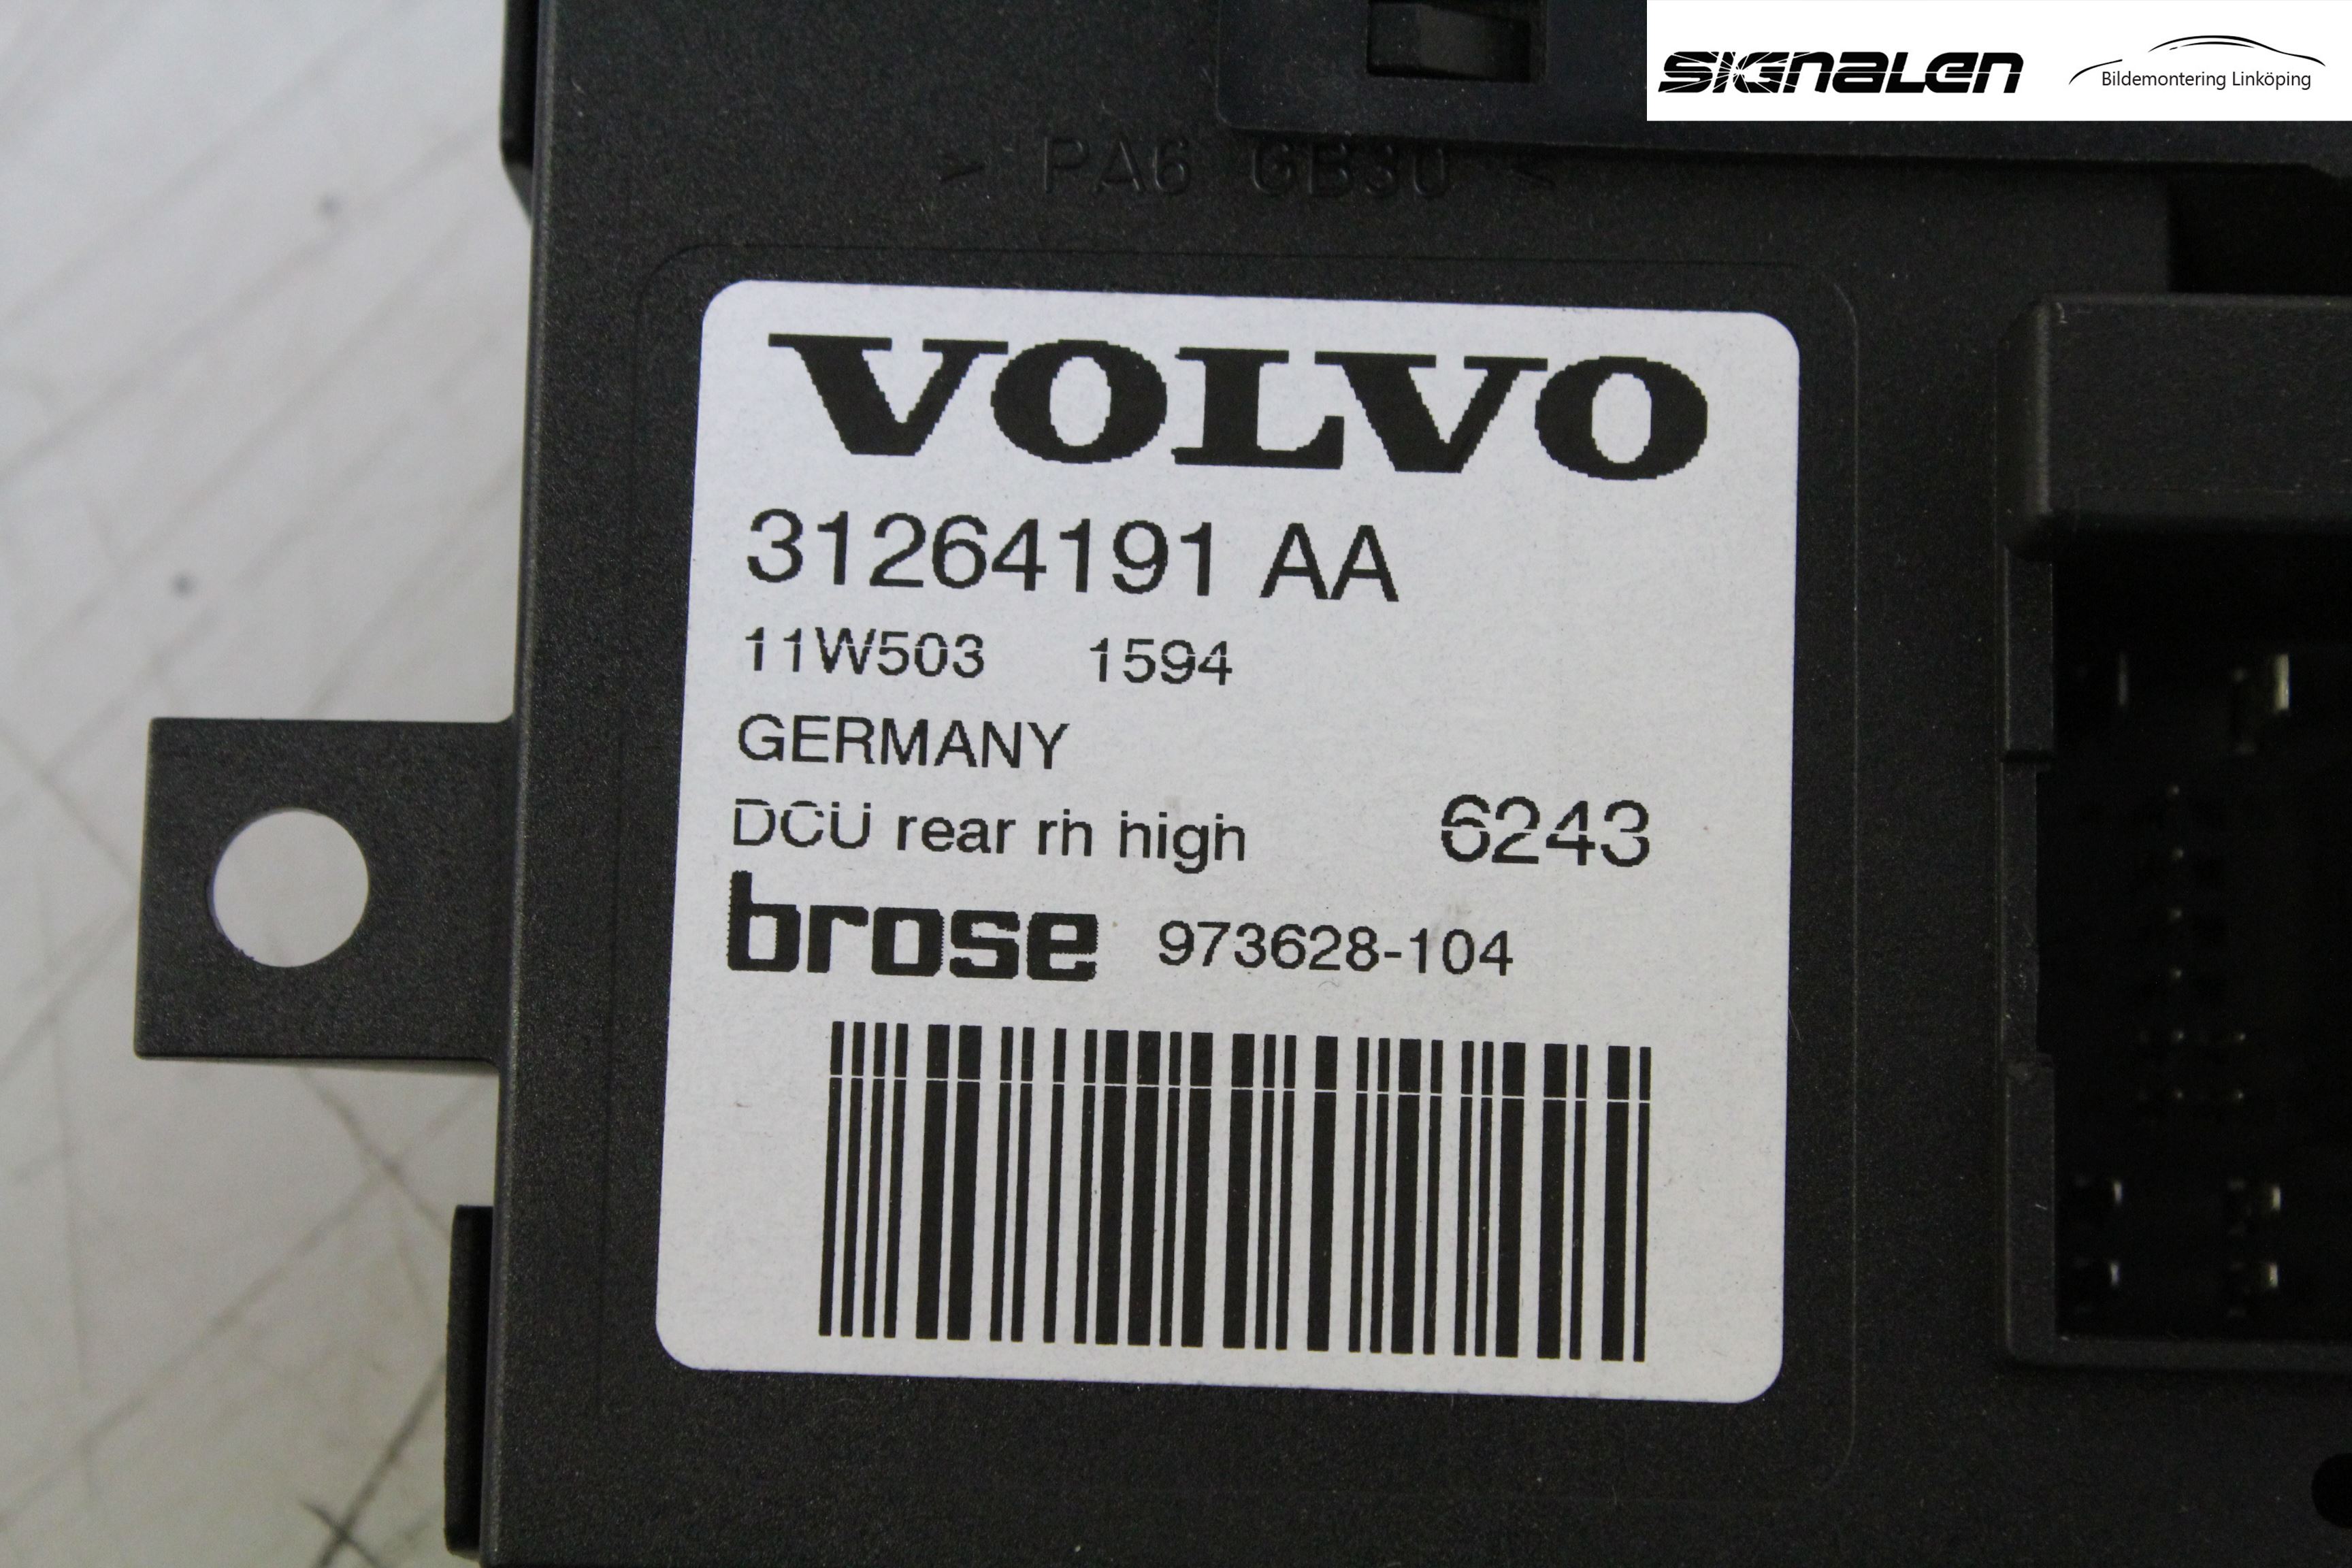 SIGNALEN Bildemontering Linköping
> PA6 GB30 <
VOLVO
31264191 AA
11W503 1594
GERMANY
DCU rear rh high 6243
brose 973628-104